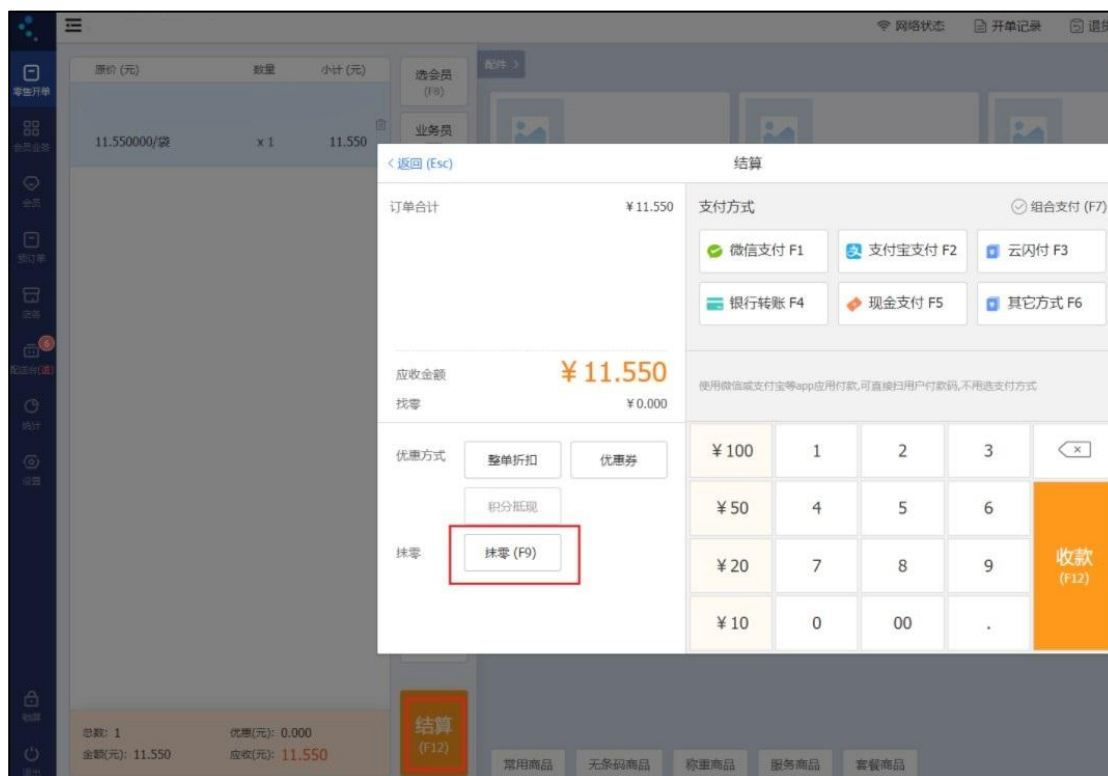 网络状态 开单记录 退货
零售开单
会员业务
会员
预订单
店务
6
配送台(退)
统计
设置
锁屏
退出
原价 (元) 数量 小计 (元)
11.550000/袋 x 1 11.550
选会员
(F8)
业务员
配件 >
< 返回 (Esc) 结算
订单合计 ¥ 11.550
支付方式 组合支付 (F7)
微信支付 F1 支付宝支付 F2 云闪付 F3
银行转账 F4 现金支付 F5 其它方式 F6
应收金额 ¥ 11.550
找零 ¥ 0.000
使用微信或支付宝等app应用付款,可直接扫用户付款码,不用选支付方式
优惠方式 整单折扣 优惠券
积分抵现
抹零 抹零 (F9)
¥ 100 1 2 3
¥ 50 4 5 6
¥ 20 7 8 9
¥ 10 0 00 .
收款
(F12)
总数: 1 优惠(元): 0.000
金额(元): 11.550 应收(元): 11.550
结算
(F12)
常用商品 无条码商品 称重商品 服务商品 套餐商品